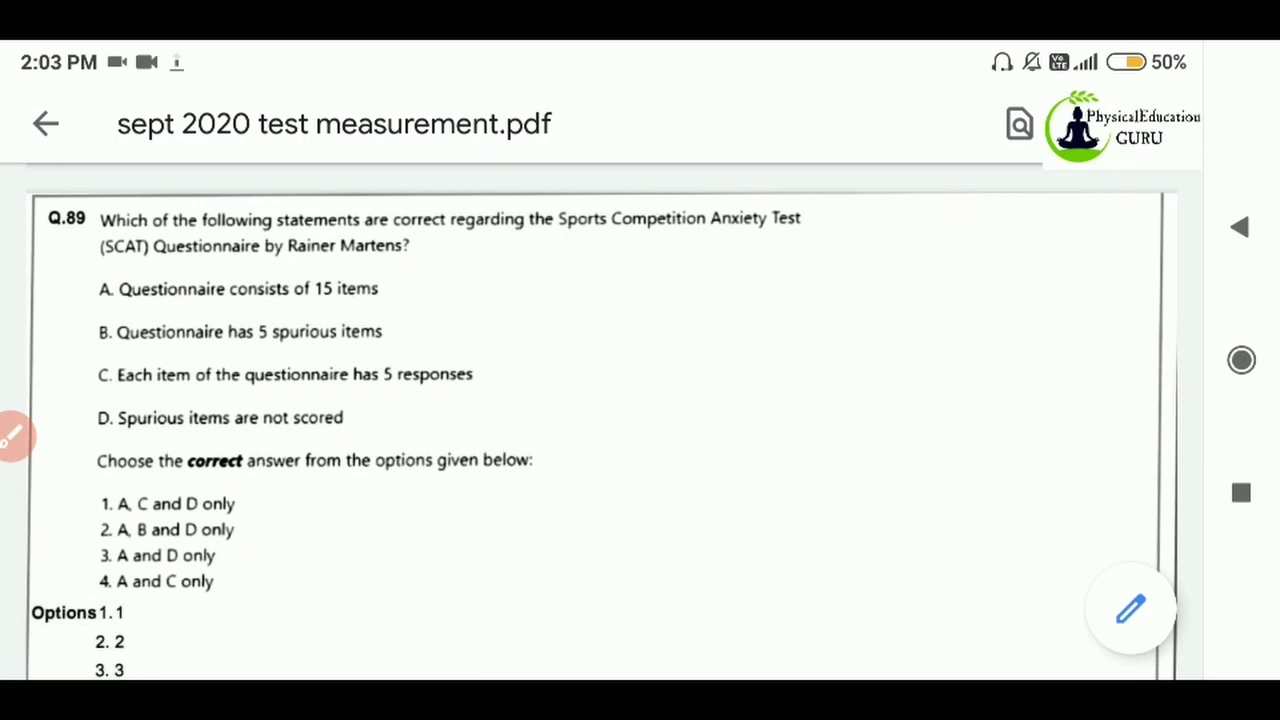 2:03 PM
VoLTE 50%
sept 2020 test measurement.pdf
PhysicalEducation
GURU
Q.89 Which of the following statements are correct regarding the Sports Competition Anxiety Test
(SCAT) Questionnaire by Rainer Martens?
A. Questionnaire consists of 15 items
B. Questionnaire has 5 spurious items
C. Each item of the questionnaire has 5 responses
D. Spurious items are not scored
Choose the correct answer from the options given below:
1. A, C and D only
2. A, B and D only
3. A and D only
4. A and C only
Options 1. 1
2. 2
3. 3